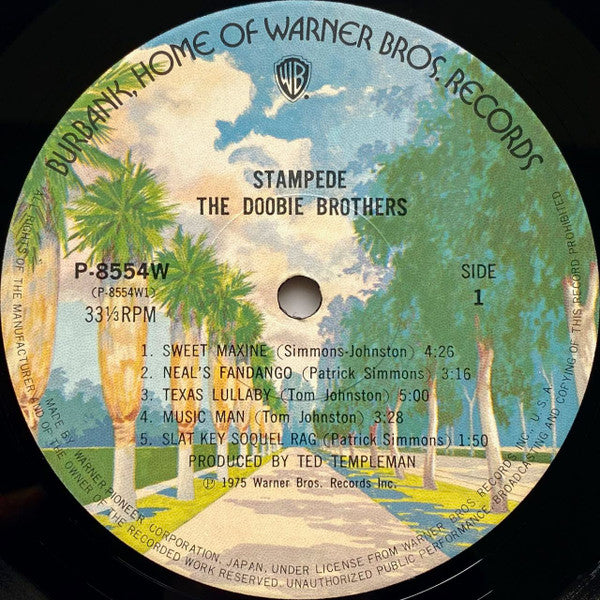 BURBANK, HOME OF WARNER BROS. RECORDS
WB
STAMPEDE
THE DOOBIE BROTHERS
P-8554W
(P-8554W1)
33⅓RPM
SIDE
1
1. SWEET MAXINE (Simmons-Johnston) 4:26
2. NEAL'S FANDANGO (Patrick Simmons) 3:16
3. TEXAS LULLABY (Tom Johnston) 5:00
4. MUSIC MAN (Tom Johnston) 3:28
5. SLAT KEY SOQUEL RAG (Patrick Simmons) 1:50
PRODUCED BY TED TEMPLEMAN
Ⓟ 1975 Warner Bros. Records Inc.
MADE BY WARNER-PIONEER CORPORATION, JAPAN, UNDER LICENSE FROM WARNER BROS RECORDS INC., U.S.A.
ALL RIGHTS OF THE MANUFACTURER AND OF THE OWNER OF THE RECORDED WORK RESERVED. UNAUTHORIZED PUBLIC PERFORMANCE, BROADCASTING AND COPYING OF THIS RECORD PROHIBITED